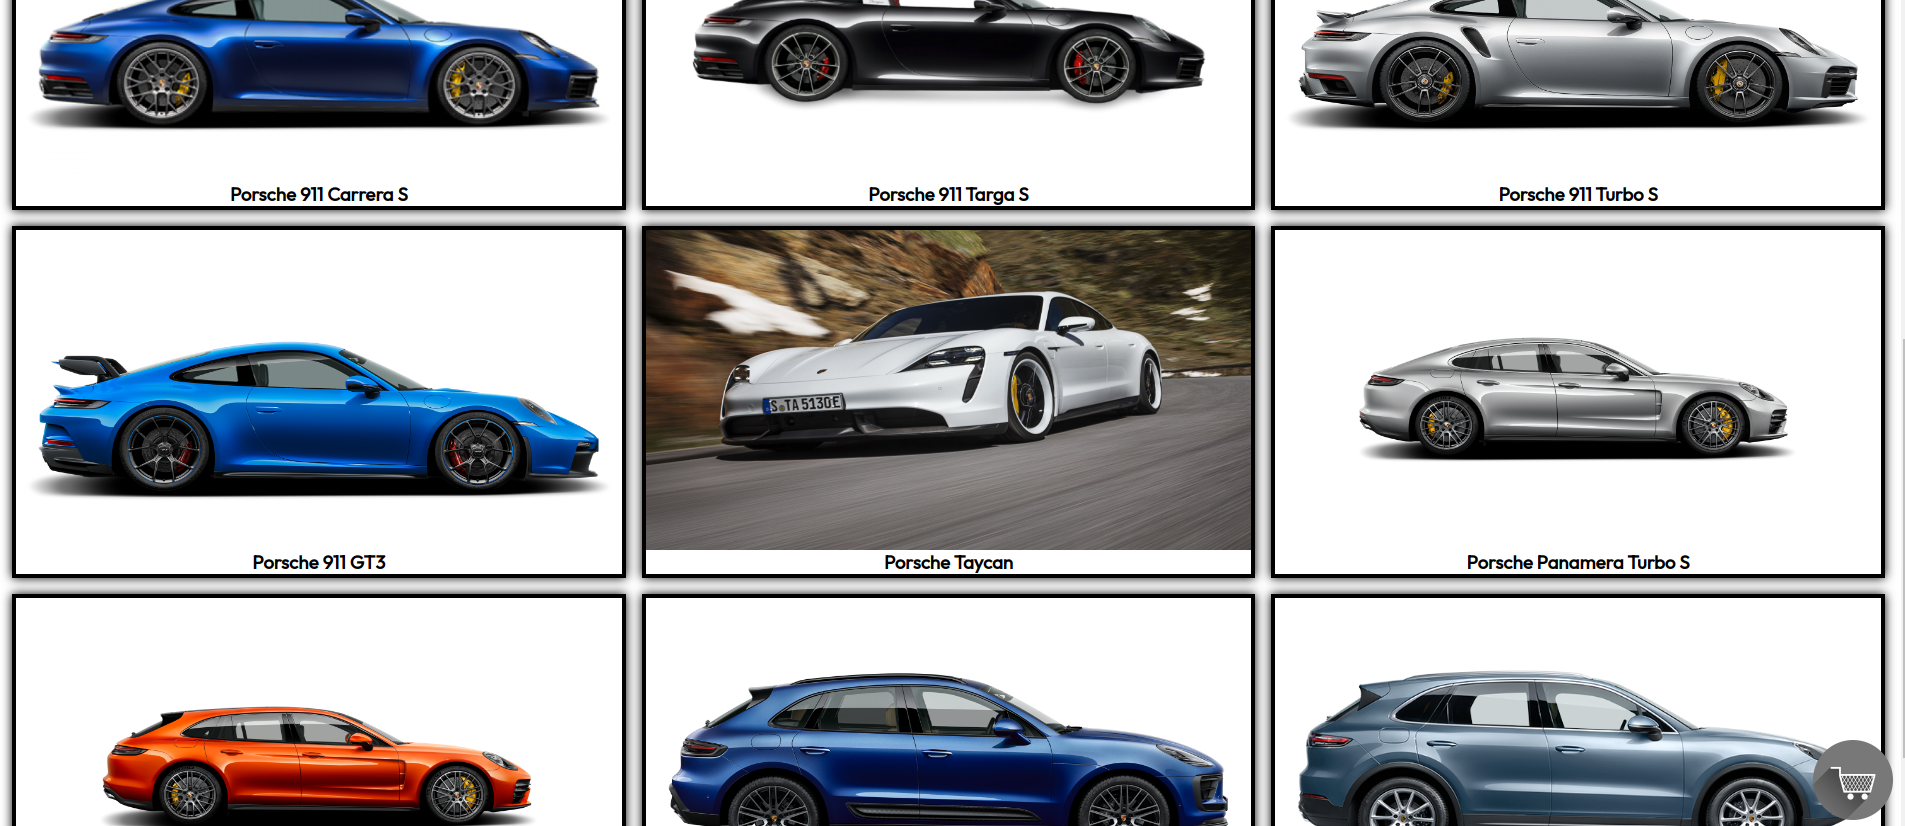 Porsche 911 Carrera S
Porsche 911 Targa S
Porsche 911 Turbo S
S TA 5130E
Porsche 911 GT3
Porsche Taycan
Porsche Panamera Turbo S